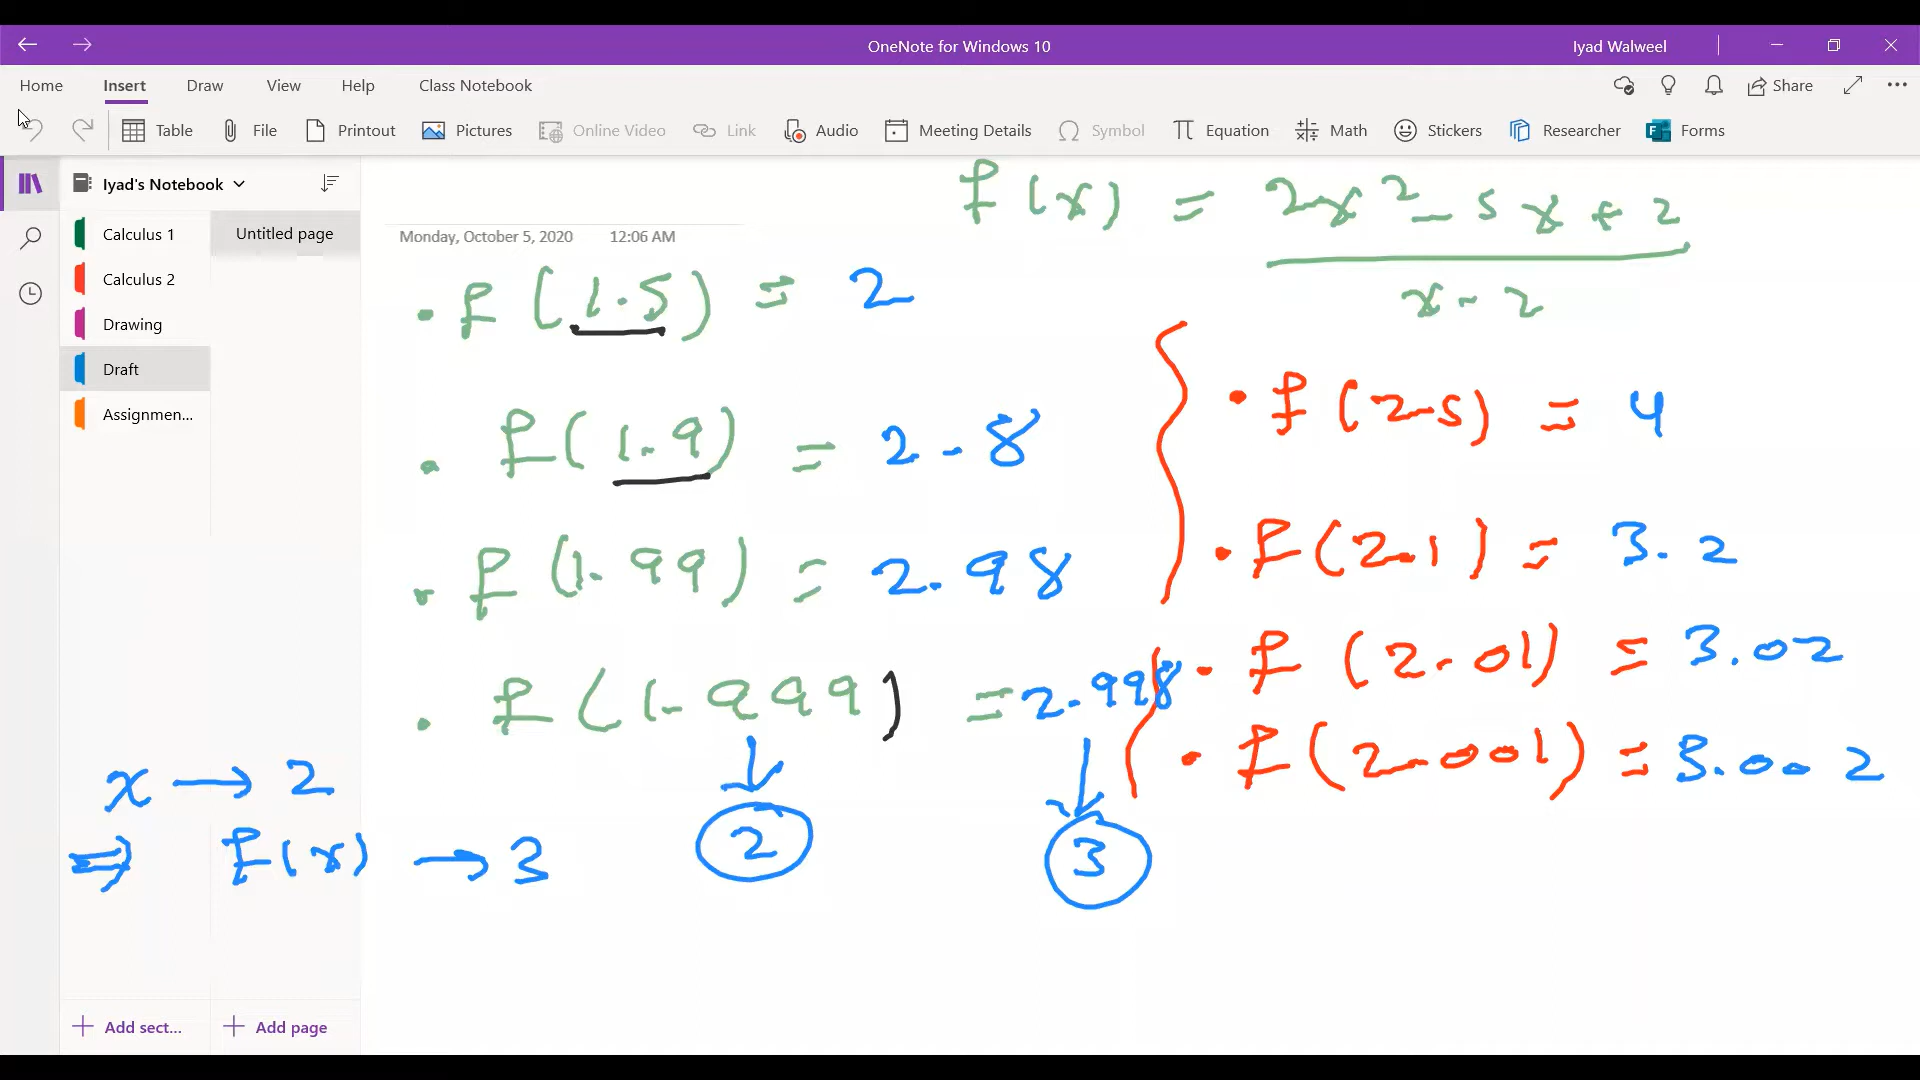 OneNote for Windows 10
Iyad Walweel
Home Insert Draw View Help Class Notebook
Share
Table File Printout Pictures Online Video Link Audio Meeting Details Symbol Equation Math Stickers Researcher Forms
Iyad's Notebook
Calculus 1
Calculus 2
Drawing
Draft
Assignmen...
Untitled page
Monday, October 5, 2020 12:06 AM
f(x) = 2x² - 5x + 2
x - 2
• f(1.5) = 2
• f(1.9) = 2.8
• f(1.99) = 2.98
• f(1.999) = 2.998
2
3
• f(2.5) = 4
• f(2.1) = 3.2
• f(2.01) = 3.02
• f(2.001) = 3.002
x → 2
⇒ f(x) → 3
Add sect...
Add page